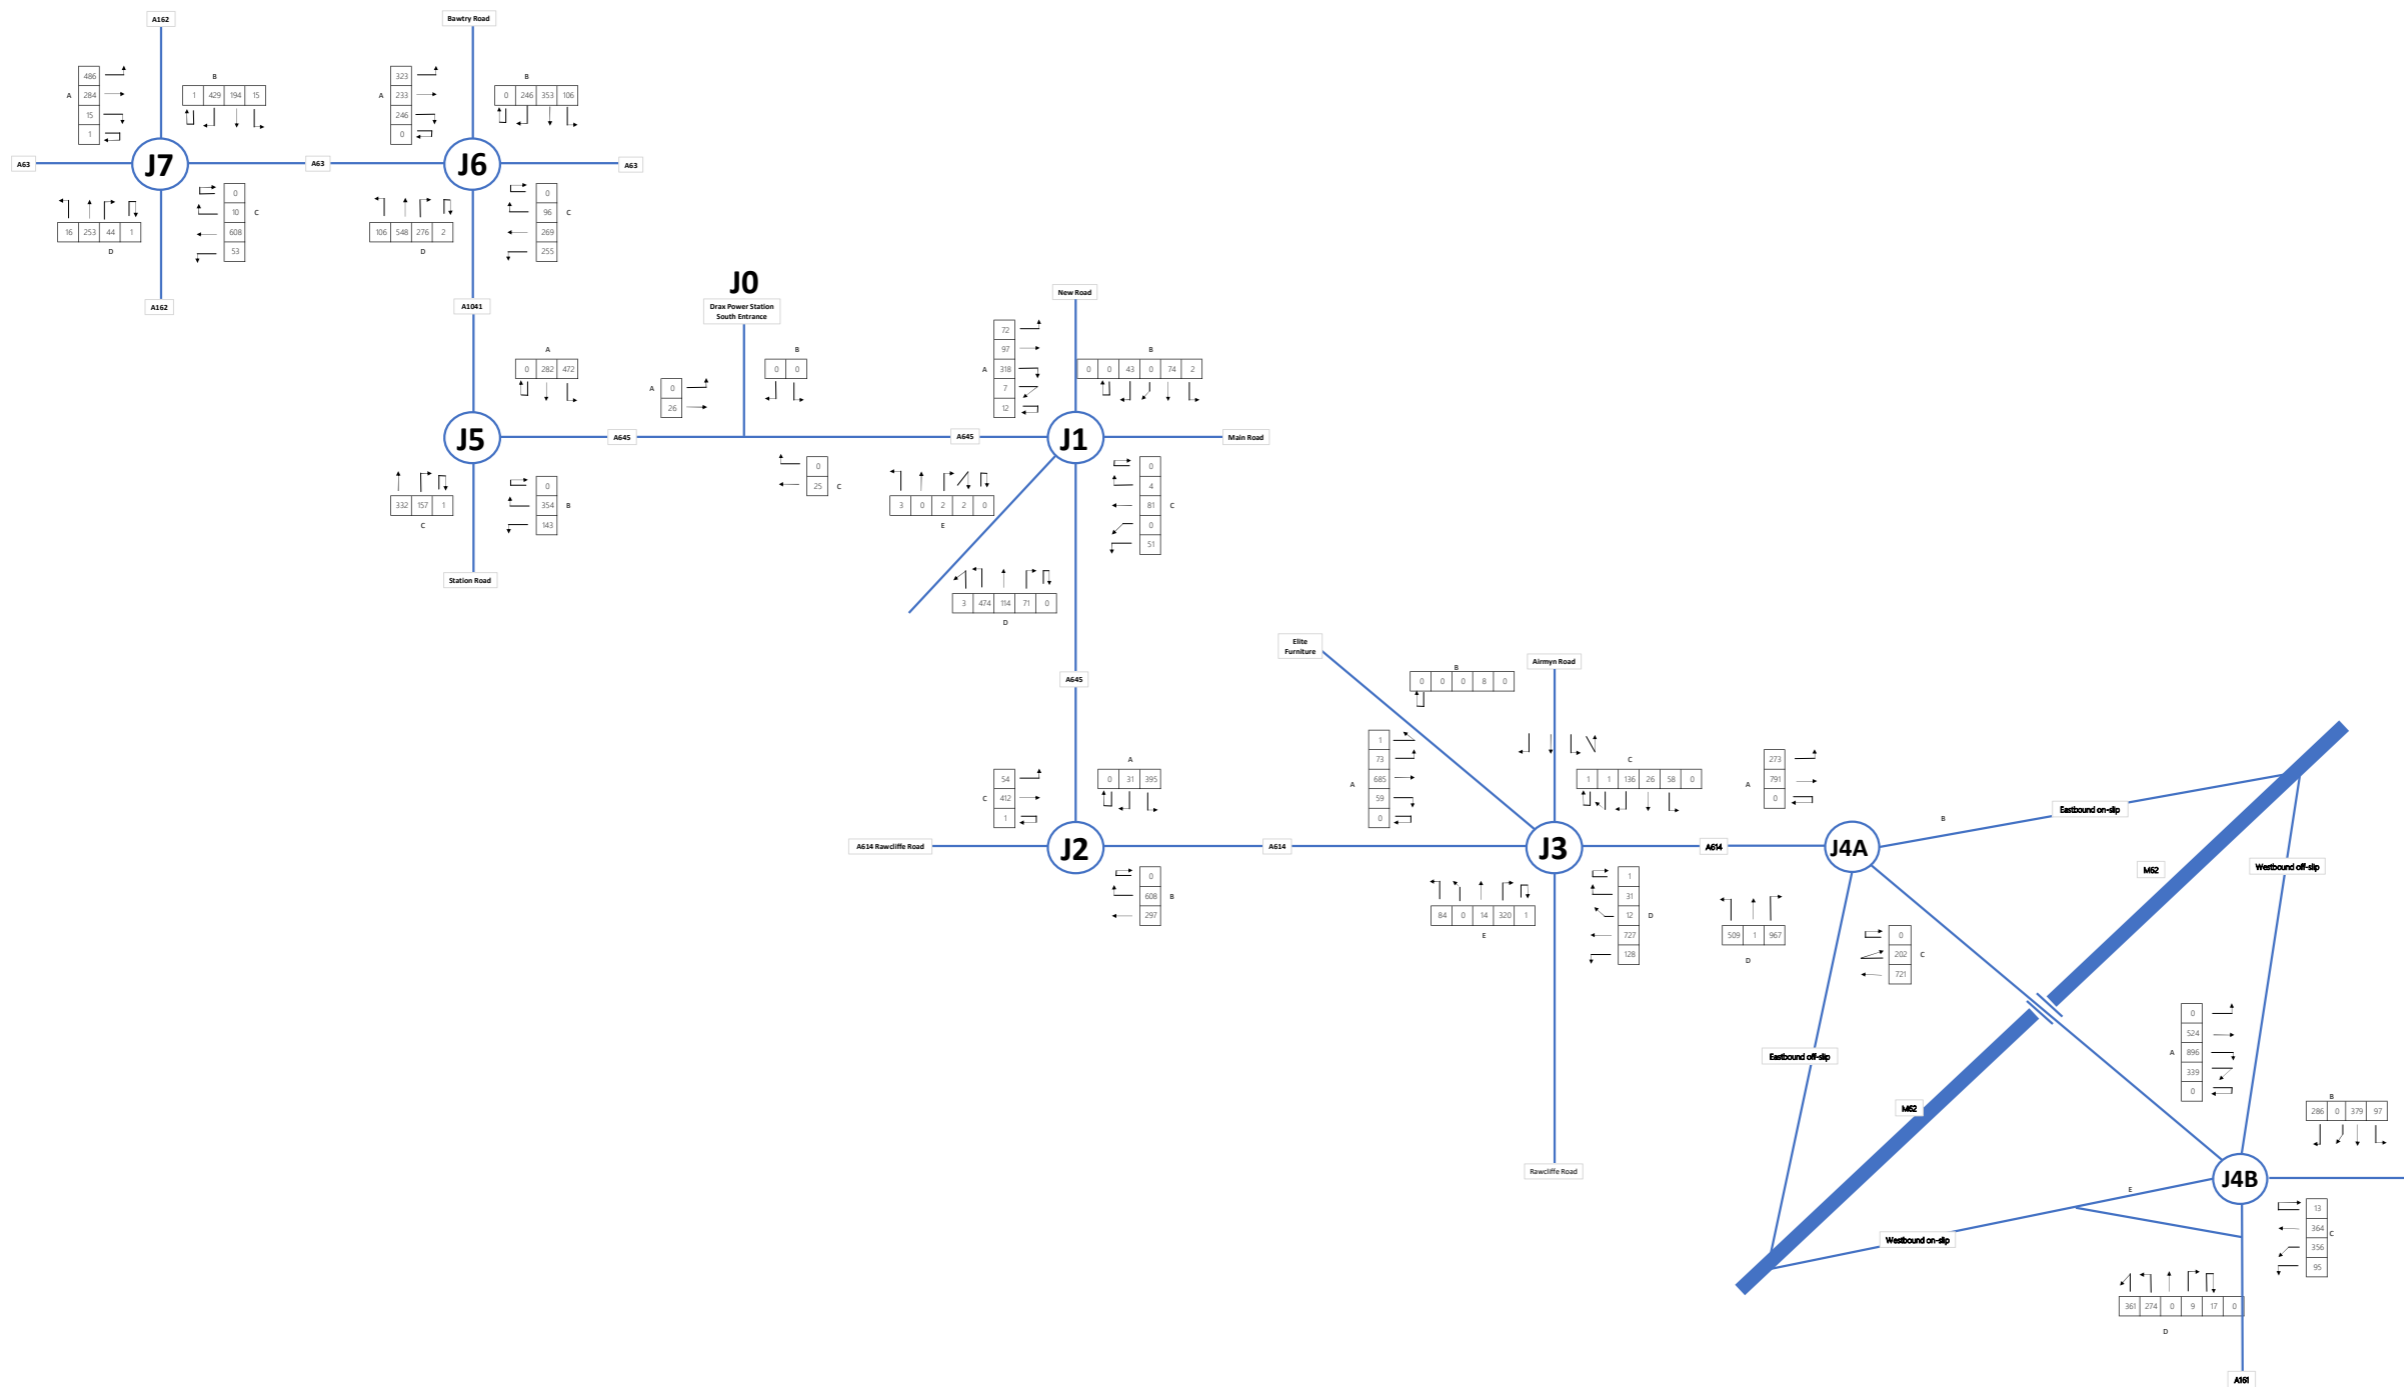 A162
Bawtry Road
486
284
15
1
A
B
1 429 194 15
323
233
246
0
A
B
0 246 353 106
A63
J7
A63
J6
A63
16 253 44 1
D
0
10
608
53
C
106 548 276 2
D
0
96
269
255
C
A162
A1041
J0
Drax Power Station
South Entrance
New Road
A
0 282 472
A
0
26
B
0 0
72
97
318
7
12
A
B
0 0 43 0 74 2
J5
A645
A645
J1
Main Road
332 157 1
C
0
354
143
B
0
25
C
3 0 2 2 0
E
0
4
81
0
51
C
Station Road
3 474 114 71 0
D
Elite
Furniture
Airmyn Road
A645
B
0 0 0 8 0
54
412
1
C
A
0 31 395
1
73
685
59
0
A
C
1 1 136 26 58 0
273
791
0
A
A614 Rawcliffe Road
J2
A614
J3
A614
J4A
B
Eastbound on-slip
M62
Westbound off-slip
0
608
297
B
84 0 14 320 1
E
1
31
12
727
128
D
509 1 967
D
0
202
721
C
Eastbound off-slip
M62
0
524
896
339
0
A
B
286 0 379 97
Rawcliffe Road
J4B
E
Westbound on-slip
13
364
356
95
C
361 274 0 9 17 0
D
A161